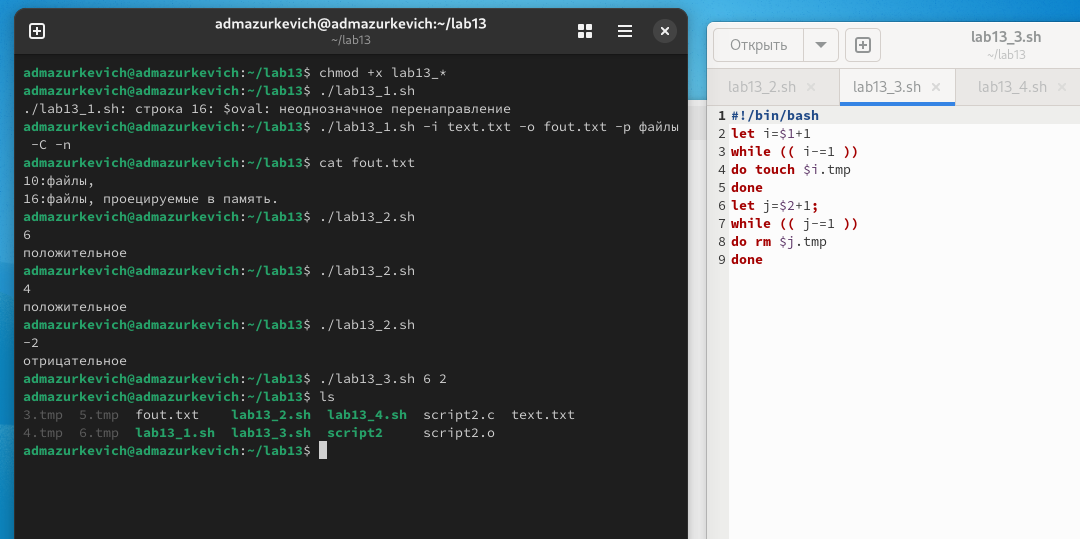 admazurkevich@admazurkevich:~/lab13
~/lab13
admazurkevich@admazurkevich:~/lab13$ chmod +x lab13_*
admazurkevich@admazurkevich:~/lab13$ ./lab13_1.sh
./lab13_1.sh: строка 16: $oval: неоднозначное перенаправление
admazurkevich@admazurkevich:~/lab13$ ./lab13_1.sh -i text.txt -o fout.txt -p файлы
-C -n
admazurkevich@admazurkevich:~/lab13$ cat fout.txt
10:файлы,
16:файлы, проецируемые в память.
admazurkevich@admazurkevich:~/lab13$ ./lab13_2.sh
6
положительное
admazurkevich@admazurkevich:~/lab13$ ./lab13_2.sh
4
положительное
admazurkevich@admazurkevich:~/lab13$ ./lab13_2.sh
-2
отрицательное
admazurkevich@admazurkevich:~/lab13$ ./lab13_3.sh 6 2
admazurkevich@admazurkevich:~/lab13$ ls
3.tmp 5.tmp fout.txt lab13_2.sh lab13_4.sh script2.c text.txt
4.tmp 6.tmp lab13_1.sh lab13_3.sh script2 script2.o
admazurkevich@admazurkevich:~/lab13$
Открыть
lab13_3.sh
~/lab13
lab13_2.sh
lab13_3.sh
lab13_4.sh
1 #!/bin/bash
2 let i=$1+1
3 while (( i-=1 ))
4 do touch $i.tmp
5 done
6 let j=$2+1;
7 while (( j-=1 ))
8 do rm $j.tmp
9 done